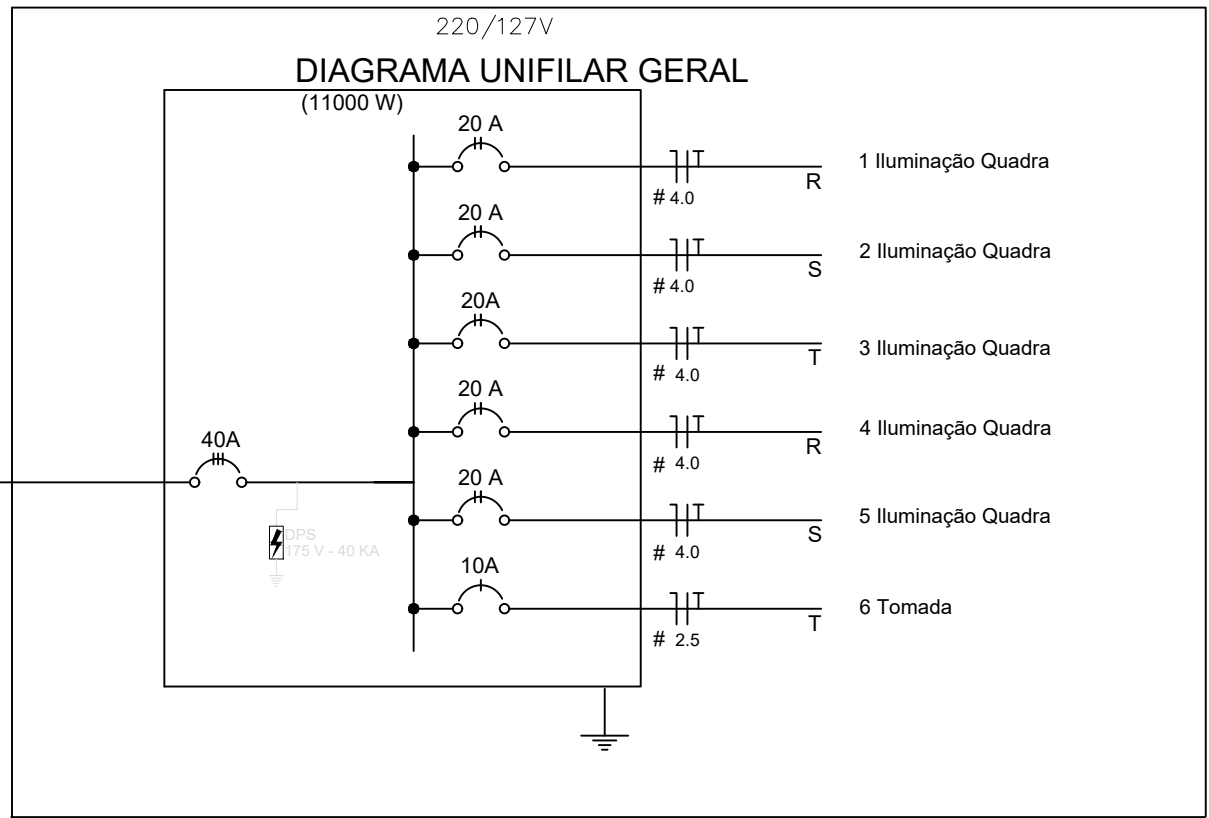 220/127V
DIAGRAMA UNIFILAR GERAL
(11000 W)
20 A
T
R
# 4.0
1 Iluminação Quadra
20 A
T
S
# 4.0
2 Iluminação Quadra
20A
T
T
# 4.0
3 Iluminação Quadra
20 A
T
R
# 4.0
4 Iluminação Quadra
40A
DPS
175 V - 40 KA
20 A
T
S
# 4.0
5 Iluminação Quadra
10A
T
T
# 2.5
6 Tomada